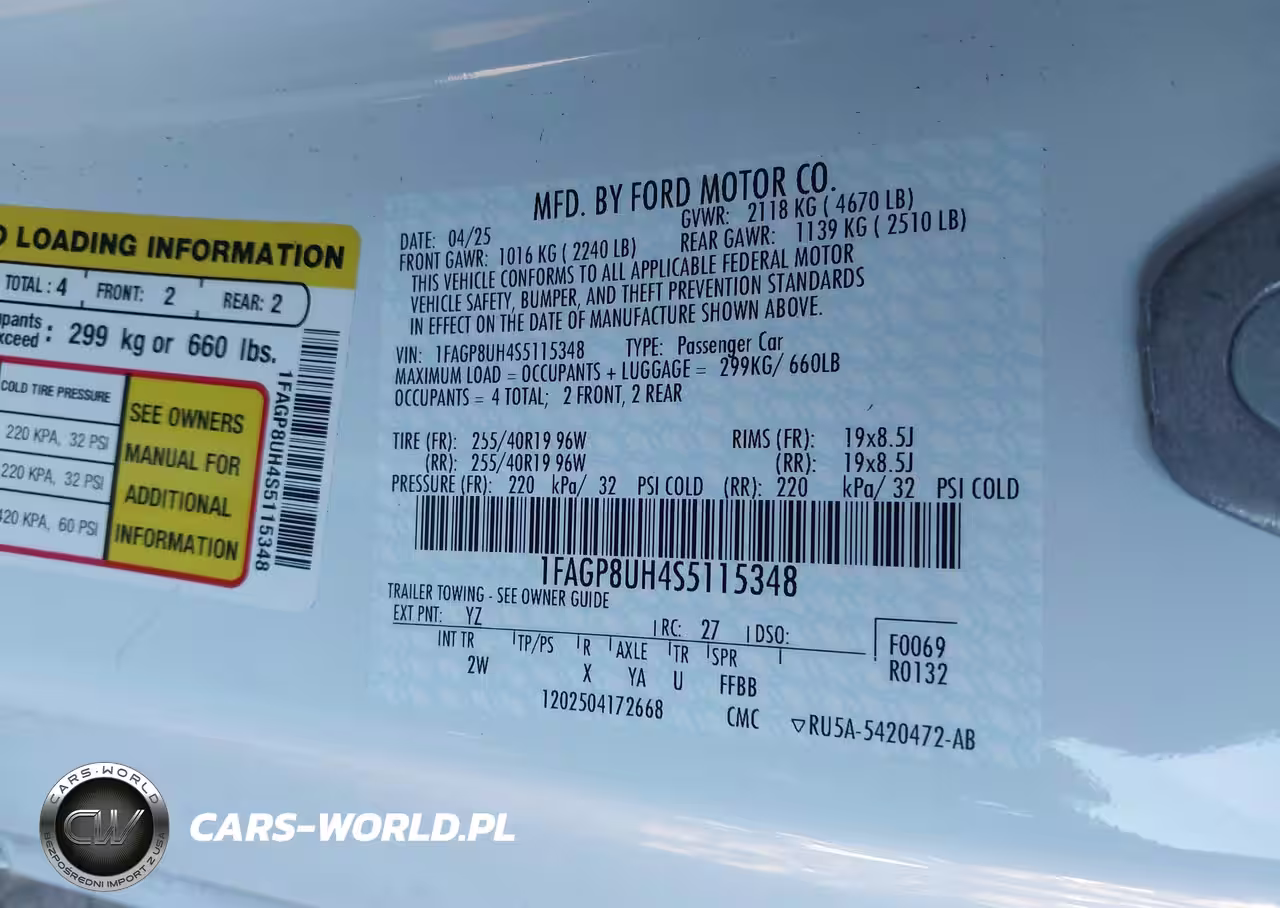 O LOADING INFORMATION
TOTAL : 4 FRONT: 2 REAR: 2
pants
xceed : 299 kg or 660 lbs.
COLD TIRE PRESSURE
220 KPA, 32 PSI
220 KPA, 32 PSI
420 KPA, 60 PSI
SEE OWNERS
MANUAL FOR
ADDITIONAL
INFORMATION
1FAGP8UH4S5115348
MFD. BY FORD MOTOR CO.
DATE: 04/25 GVWR: 2118 KG ( 4670 LB)
FRONT GAWR: 1016 KG ( 2240 LB) REAR GAWR: 1139 KG ( 2510 LB)
THIS VEHICLE CONFORMS TO ALL APPLICABLE FEDERAL MOTOR
VEHICLE SAFETY, BUMPER, AND THEFT PREVENTION STANDARDS
IN EFFECT ON THE DATE OF MANUFACTURE SHOWN ABOVE.
VIN: 1FAGP8UH4S5115348 TYPE: Passenger Car
MAXIMUM LOAD = OCCUPANTS + LUGGAGE = 299KG/ 660LB
OCCUPANTS = 4 TOTAL; 2 FRONT, 2 REAR
TIRE (FR): 255/40R19 96W RIMS (FR): 19x8.5J
(RR): 255/40R19 96W (RR): 19x8.5J
PRESSURE (FR): 220 kPa/ 32 PSI COLD (RR): 220 kPa/ 32 PSI COLD
1FAGP8UH4S5115348
TRAILER TOWING - SEE OWNER GUIDE
EXT PNT: YZ RC: 27 DSO:
INT TR TP/PS R AXLE TR SPR
2W X YA U FFBB
F0069
R0132
1202504172668 CMC ▽RU5A-5420472-AB
CARS-WORLD
CW
BEZPOŚREDNI IMPORT Z USA
CARS-WORLD.PL